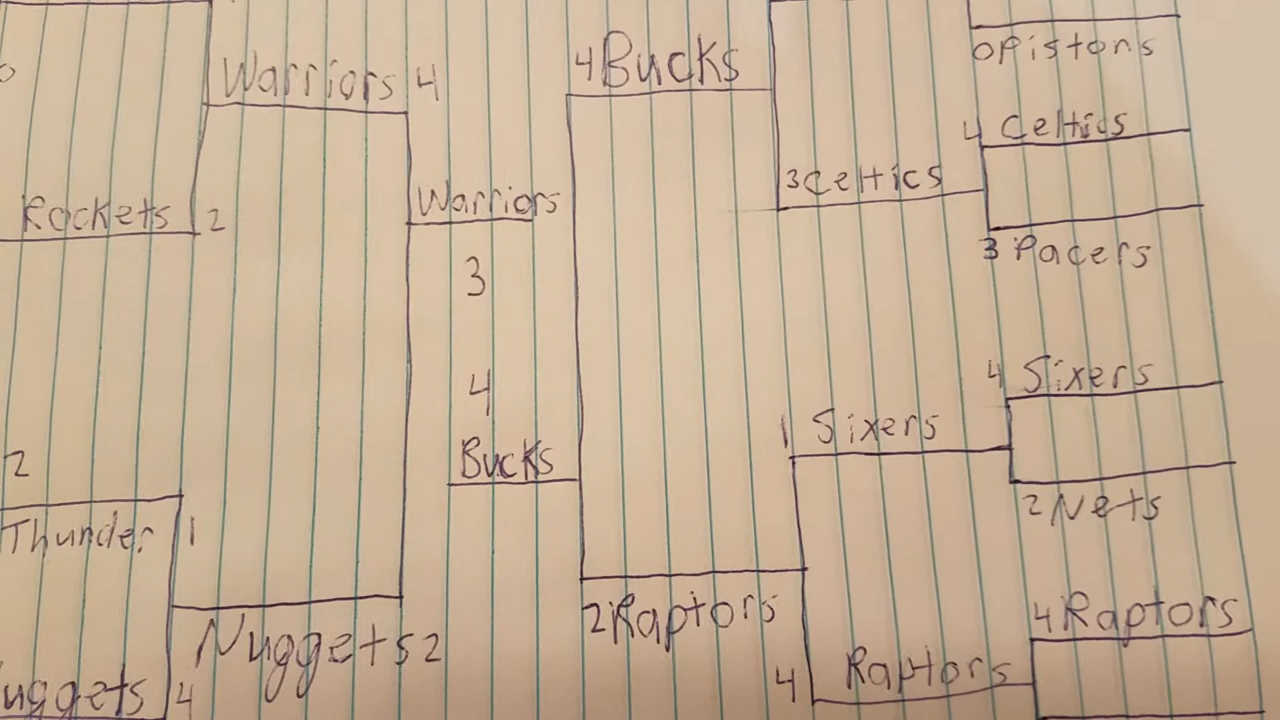 0 Pistons
4 Bucks
Warriors 4
4 Celtics
3 Celtics
Warriors
Rockets 2
3 Pacers
3
4 Sixers
4
1 Sixers
Bucks
2
2 Nets
Thunder 1
2 Raptors
4 Raptors
Nuggets 2
4 Raptors
uggets 4